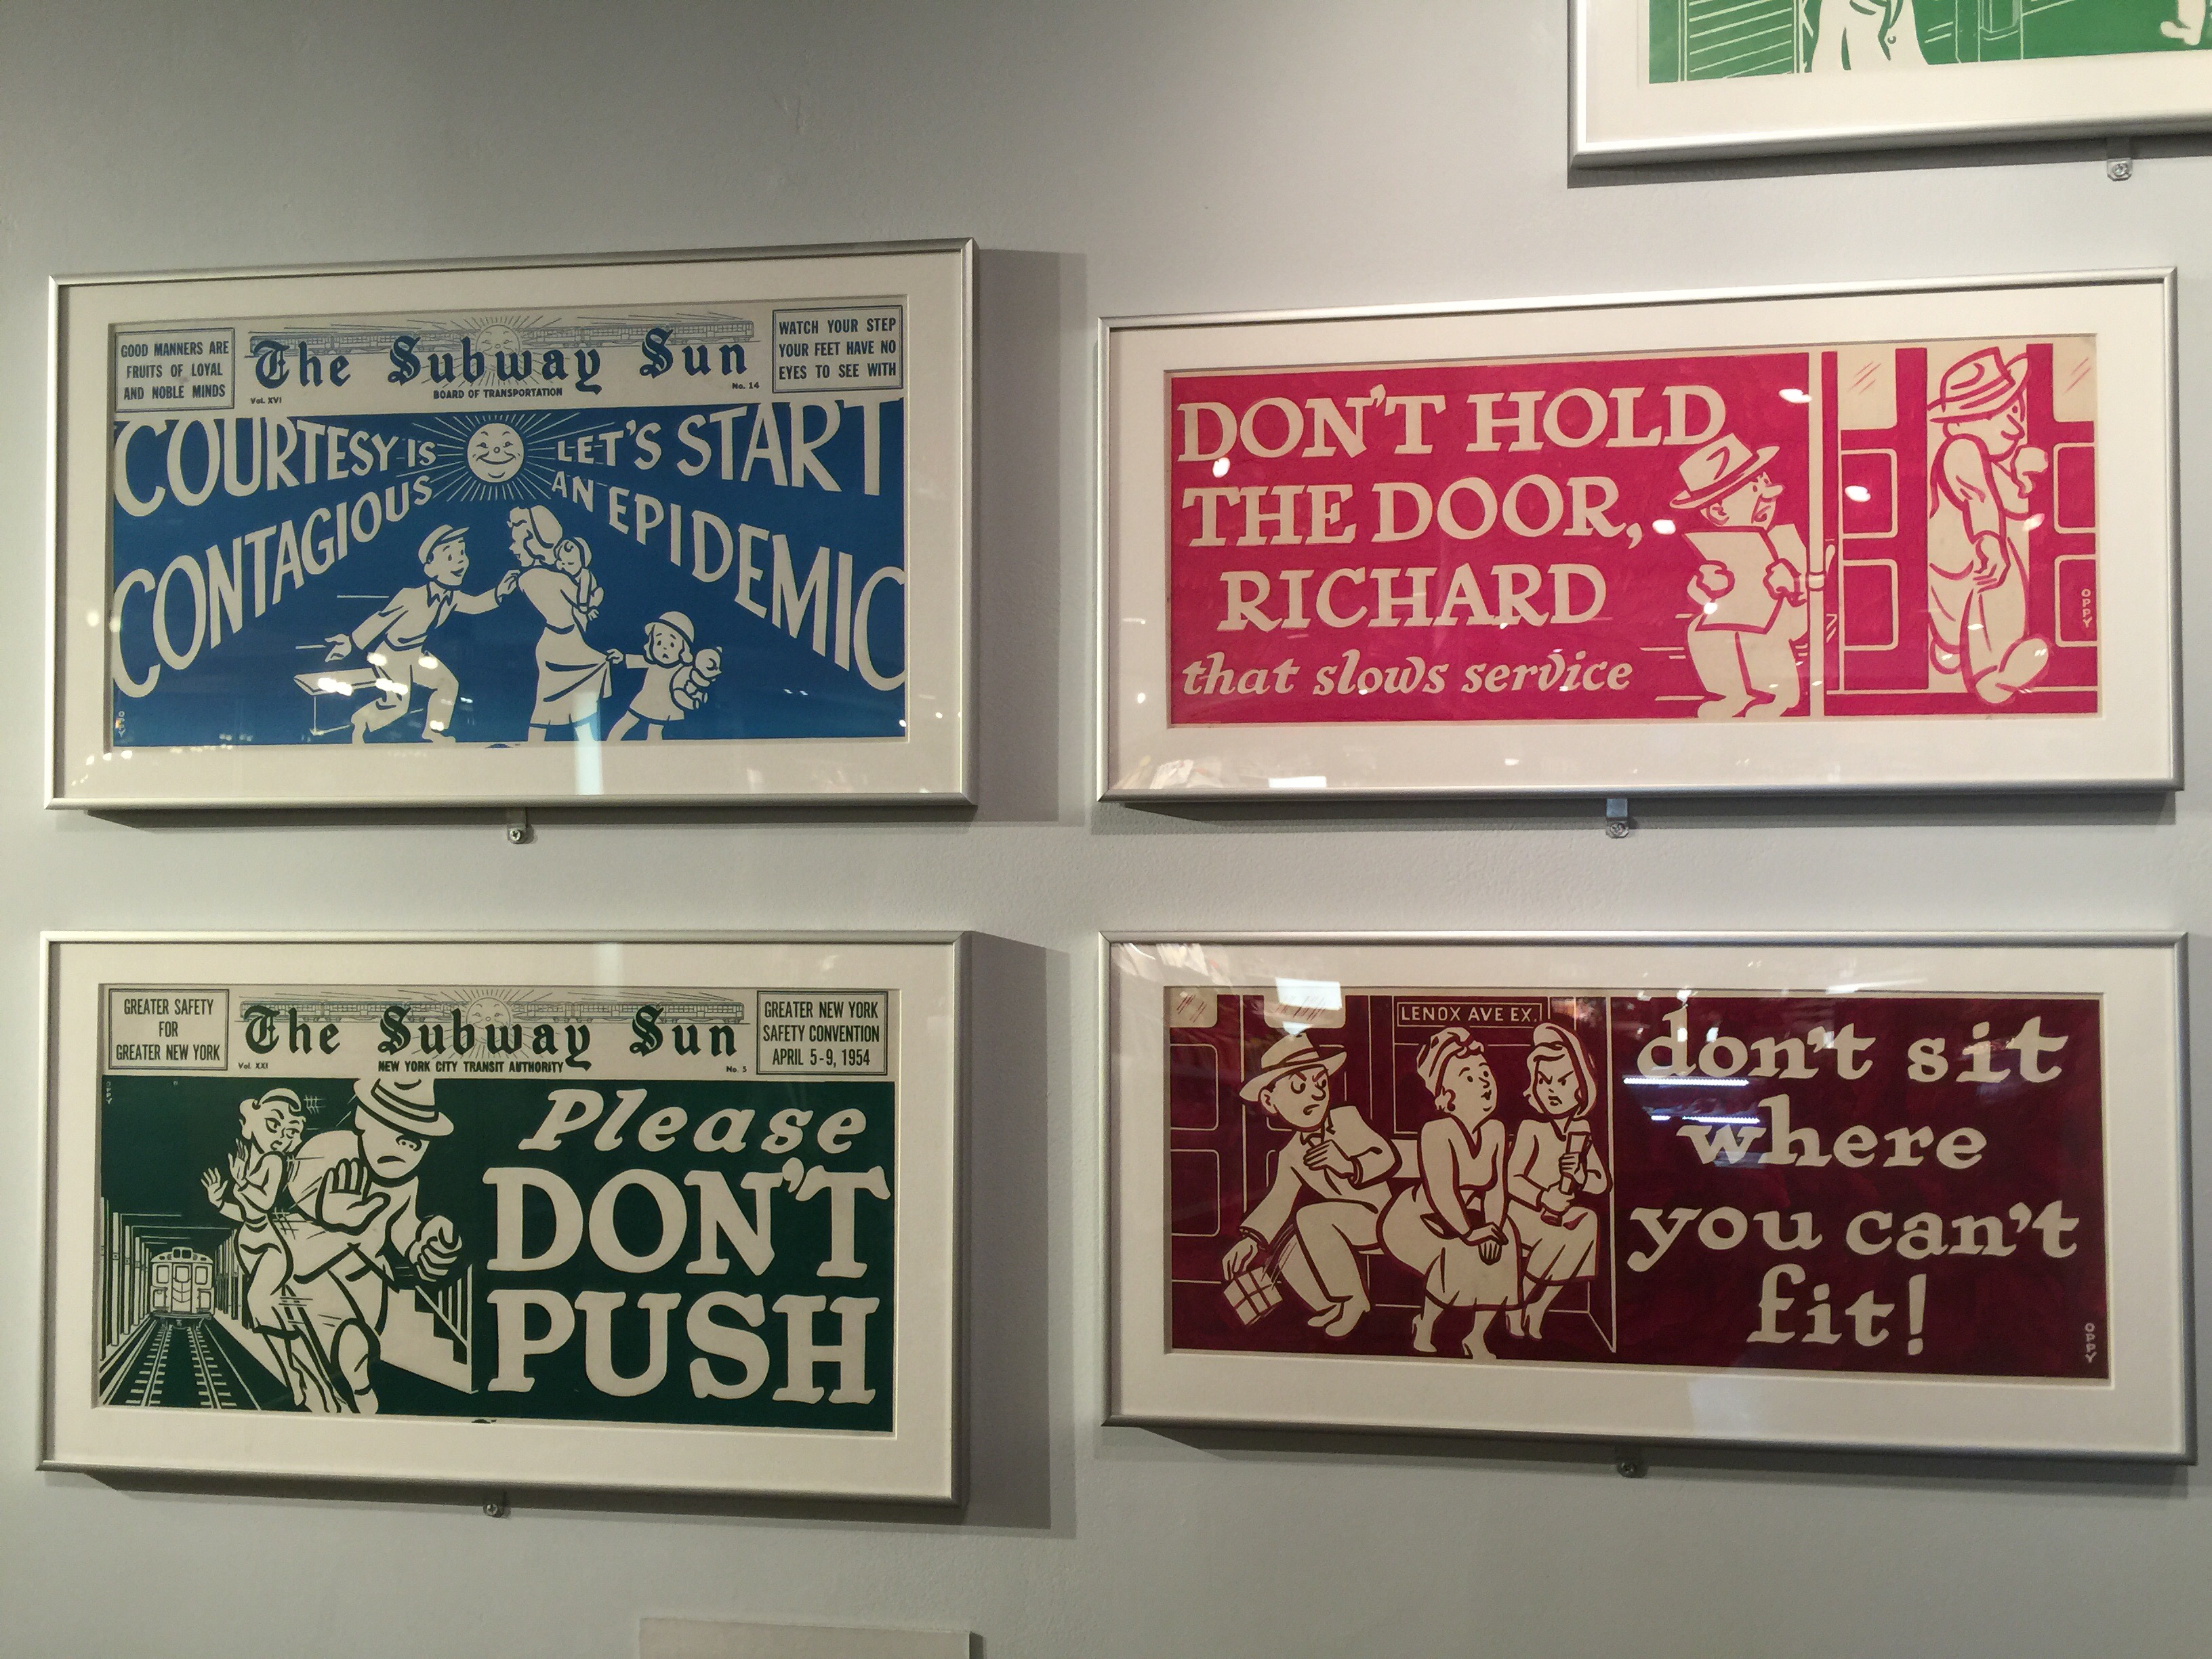 GOOD MANNERS ARE
FRUITS OF LOYAL
AND NOBLE MINDS
The Subway Sun
Vol. XVI
BOARD OF TRANSPORTATION
No. 14
WATCH YOUR STEP
YOUR FEET HAVE NO
EYES TO SEE WITH
COURTESY IS
CONTAGIOUS
LET'S START
AN EPIDEMIC
OPPY
DON'T HOLD
THE DOOR,
RICHARD
that slows service
OPPY
GREATER SAFETY
FOR
GREATER NEW YORK
The Subway Sun
Vol. XXI
NEW YORK CITY TRANSIT AUTHORITY
No. 5
GREATER NEW YORK
SAFETY CONVENTION
APRIL 5-9, 1954
OPPY
Please
DON'T
PUSH
LENOX AVE EX.
don't sit
where
you can't
fit!
OPPY